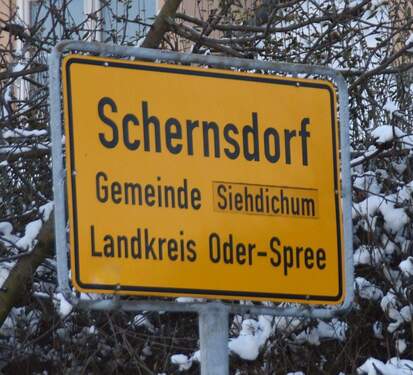 Schernsdorf
Gemeinde Siehdichum
Landkreis Oder-Spree